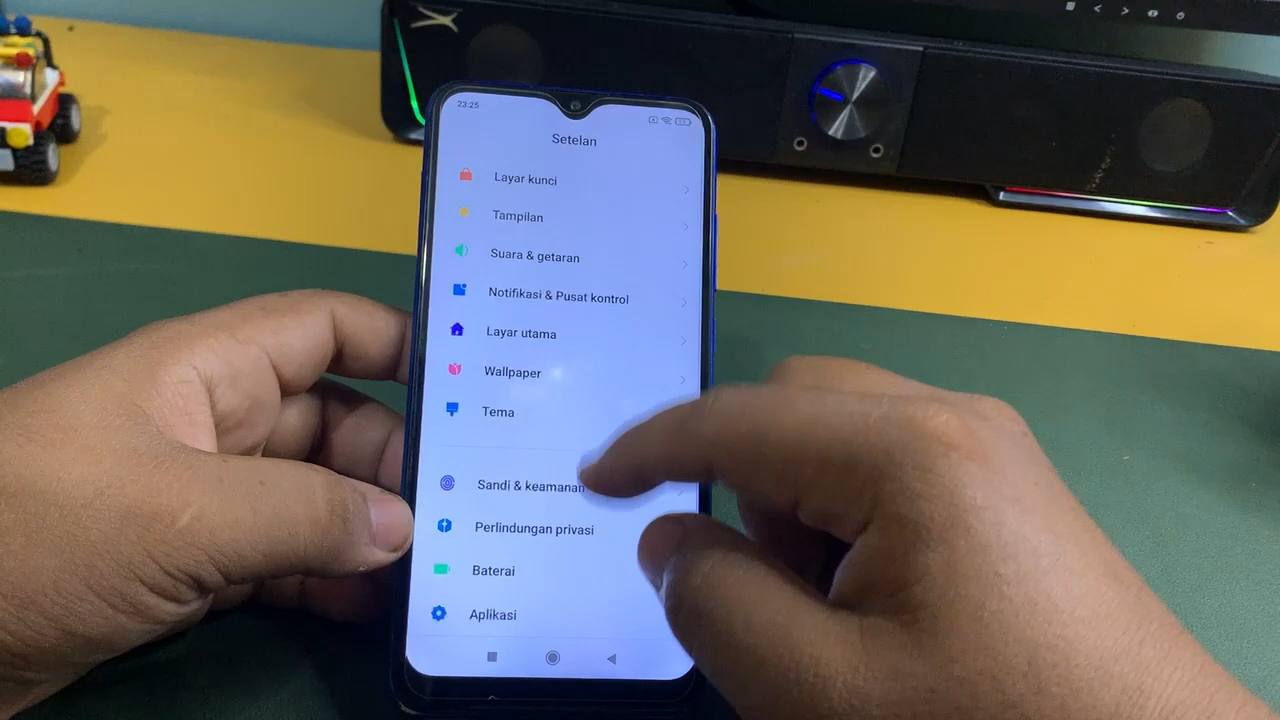 23.25
Setelan
Layar kunci
Tampilan
Suara & getaran
Notifikasi & Pusat kontrol
Layar utama
Wallpaper
Tema
Sandi & keamanan
Perlindungan privasi
Baterai
Aplikasi